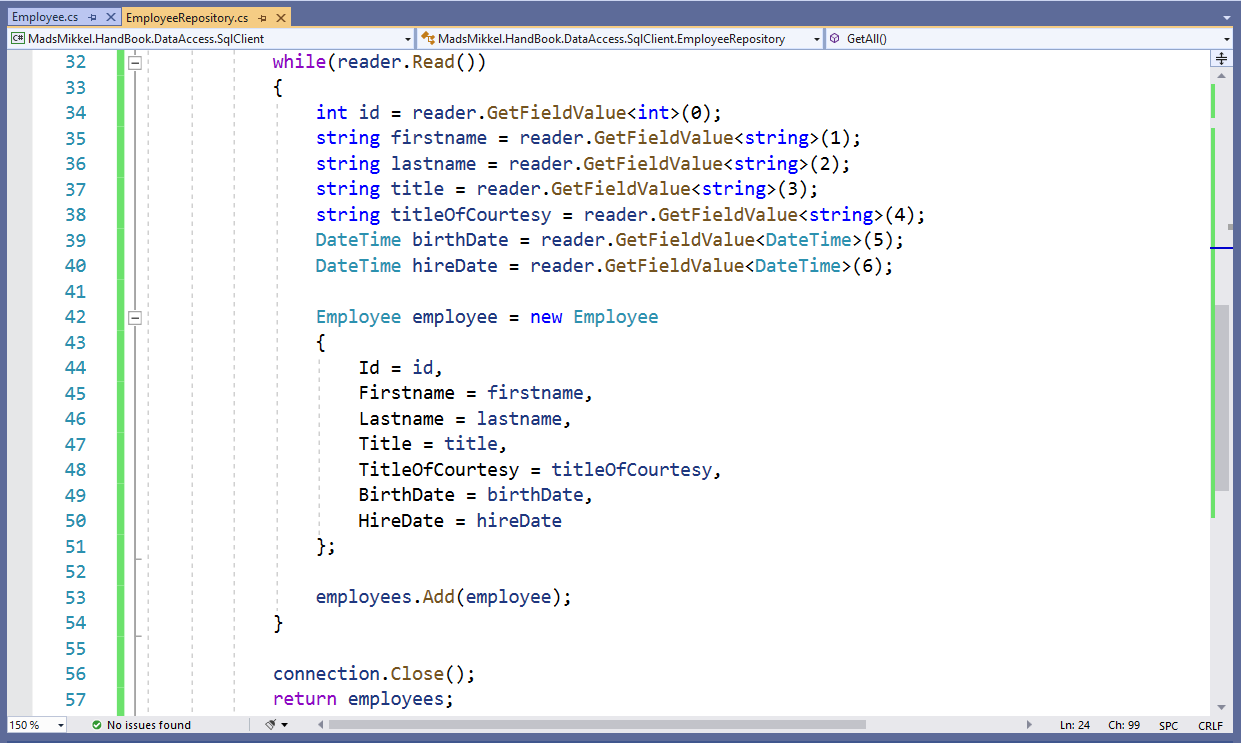 Employee.cs EmployeeRepository.cs
C# MadsMikkel.HandBook.DataAccess.SqlClient MadsMikkel.HandBook.DataAccess.SqlClient.EmployeeRepository GetAll()
32 while(reader.Read())
33 {
34 int id = reader.GetFieldValue<int>(0);
35 string firstname = reader.GetFieldValue<string>(1);
36 string lastname = reader.GetFieldValue<string>(2);
37 string title = reader.GetFieldValue<string>(3);
38 string titleOfCourtesy = reader.GetFieldValue<string>(4);
39 DateTime birthDate = reader.GetFieldValue<DateTime>(5);
40 DateTime hireDate = reader.GetFieldValue<DateTime>(6);
41
42 Employee employee = new Employee
43 {
44 Id = id,
45 Firstname = firstname,
46 Lastname = lastname,
47 Title = title,
48 TitleOfCourtesy = titleOfCourtesy,
49 BirthDate = birthDate,
50 HireDate = hireDate
51 };
52
53 employees.Add(employee);
54 }
55
56 connection.Close();
57 return employees;
150 % No issues found Ln: 24 Ch: 99 SPC CRLF